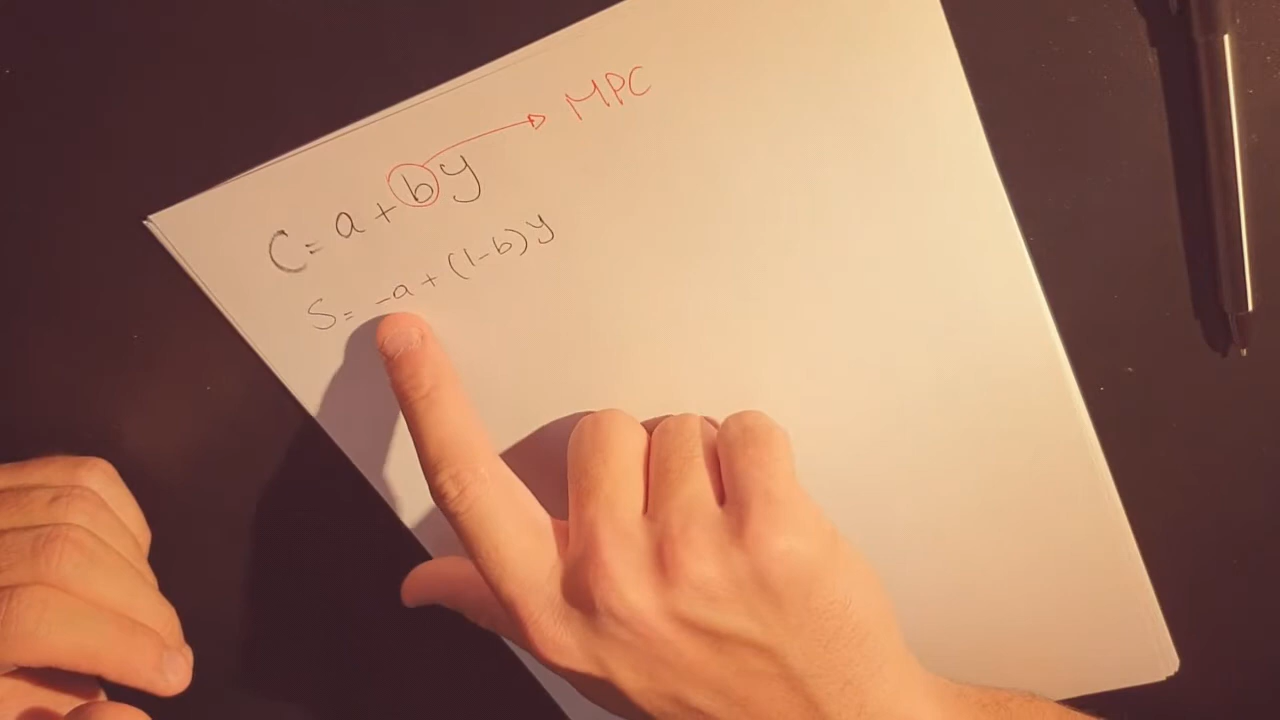 MPC
C = a + by
S = -a + (1-b)y